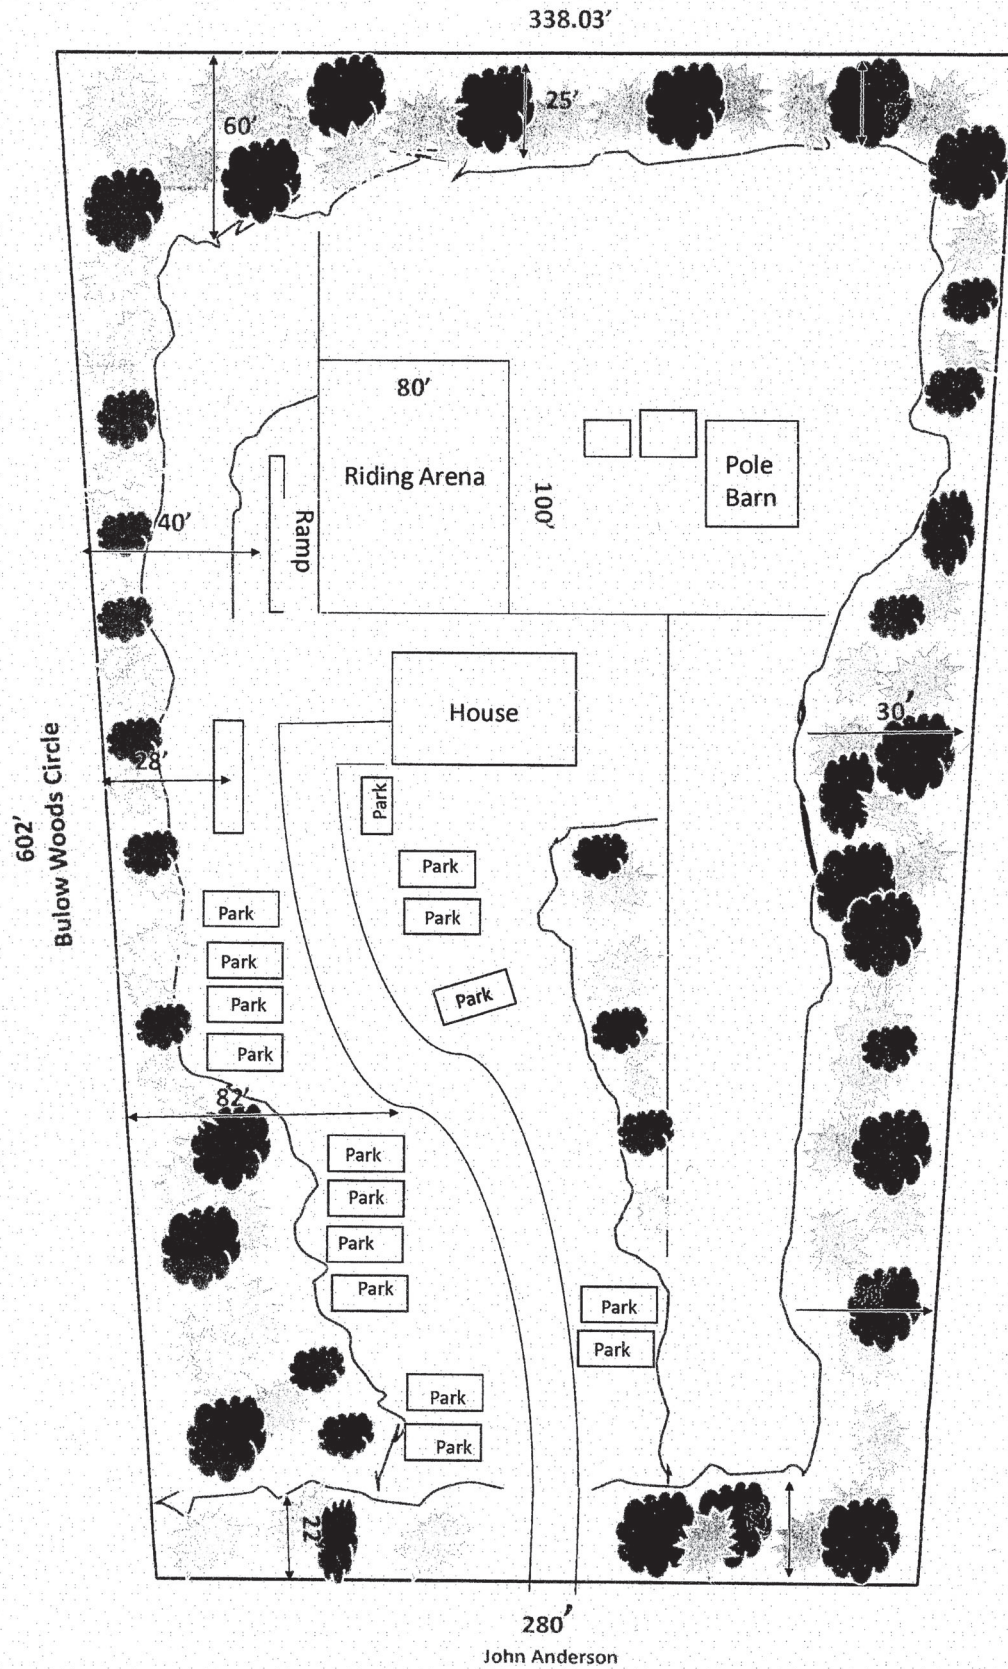 338.03’
60’
25’
80’
Riding Arena
100’
Pole
Barn
Ramp
40’
House
30’
28’
602’
Bulow Woods Circle
Park
Park
Park
Park
Park
Park
Park
Park
82’
Park
Park
Park
Park
Park
Park
Park
Park
22’
280’
John Anderson